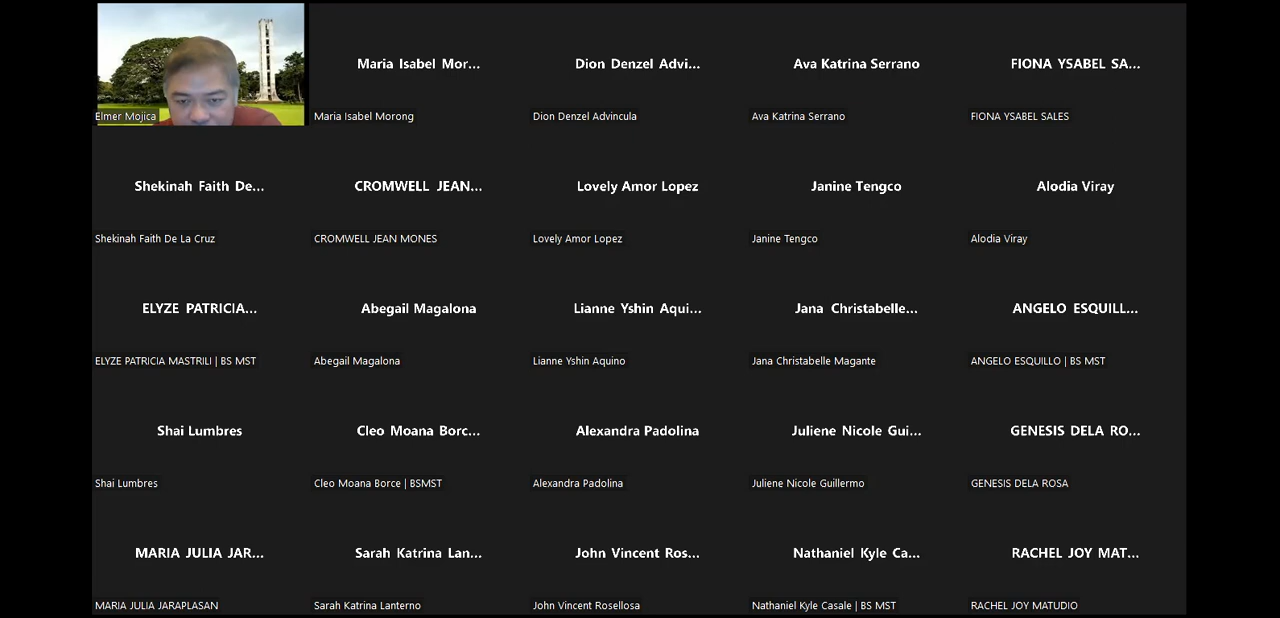 Elmer Mojica
Maria Isabel Mor...
Maria Isabel Morong
Dion Denzel Advi...
Dion Denzel Advincula
Ava Katrina Serrano
Ava Katrina Serrano
FIONA YSABEL SA...
FIONA YSABEL SALES
Shekinah Faith De...
Shekinah Faith De La Cruz
CROMWELL JEAN...
CROMWELL JEAN MONES
Lovely Amor Lopez
Lovely Amor Lopez
Janine Tengco
Janine Tengco
Alodia Viray
Alodia Viray
ELYZE PATRICIA...
ELYZE PATRICIA MASTRILI | BS MST
Abegail Magalona
Abegail Magalona
Lianne Yshin Aqui...
Lianne Yshin Aquino
Jana Christabelle...
Jana Christabelle Magante
ANGELO ESQUILL...
ANGELO ESQUILLO | BS MST
Shai Lumbres
Shai Lumbres
Cleo Moana Borc...
Cleo Moana Borce | BSMST
Alexandra Padolina
Alexandra Padolina
Juliene Nicole Gui...
Juliene Nicole Guillermo
GENESIS DELA RO...
GENESIS DELA ROSA
MARIA JULIA JAR...
MARIA JULIA JARAPLASAN
Sarah Katrina Lan...
Sarah Katrina Lanterno
John Vincent Ros...
John Vincent Rosellosa
Nathaniel Kyle Ca...
Nathaniel Kyle Casale | BS MST
RACHEL JOY MAT...
RACHEL JOY MATUDIO